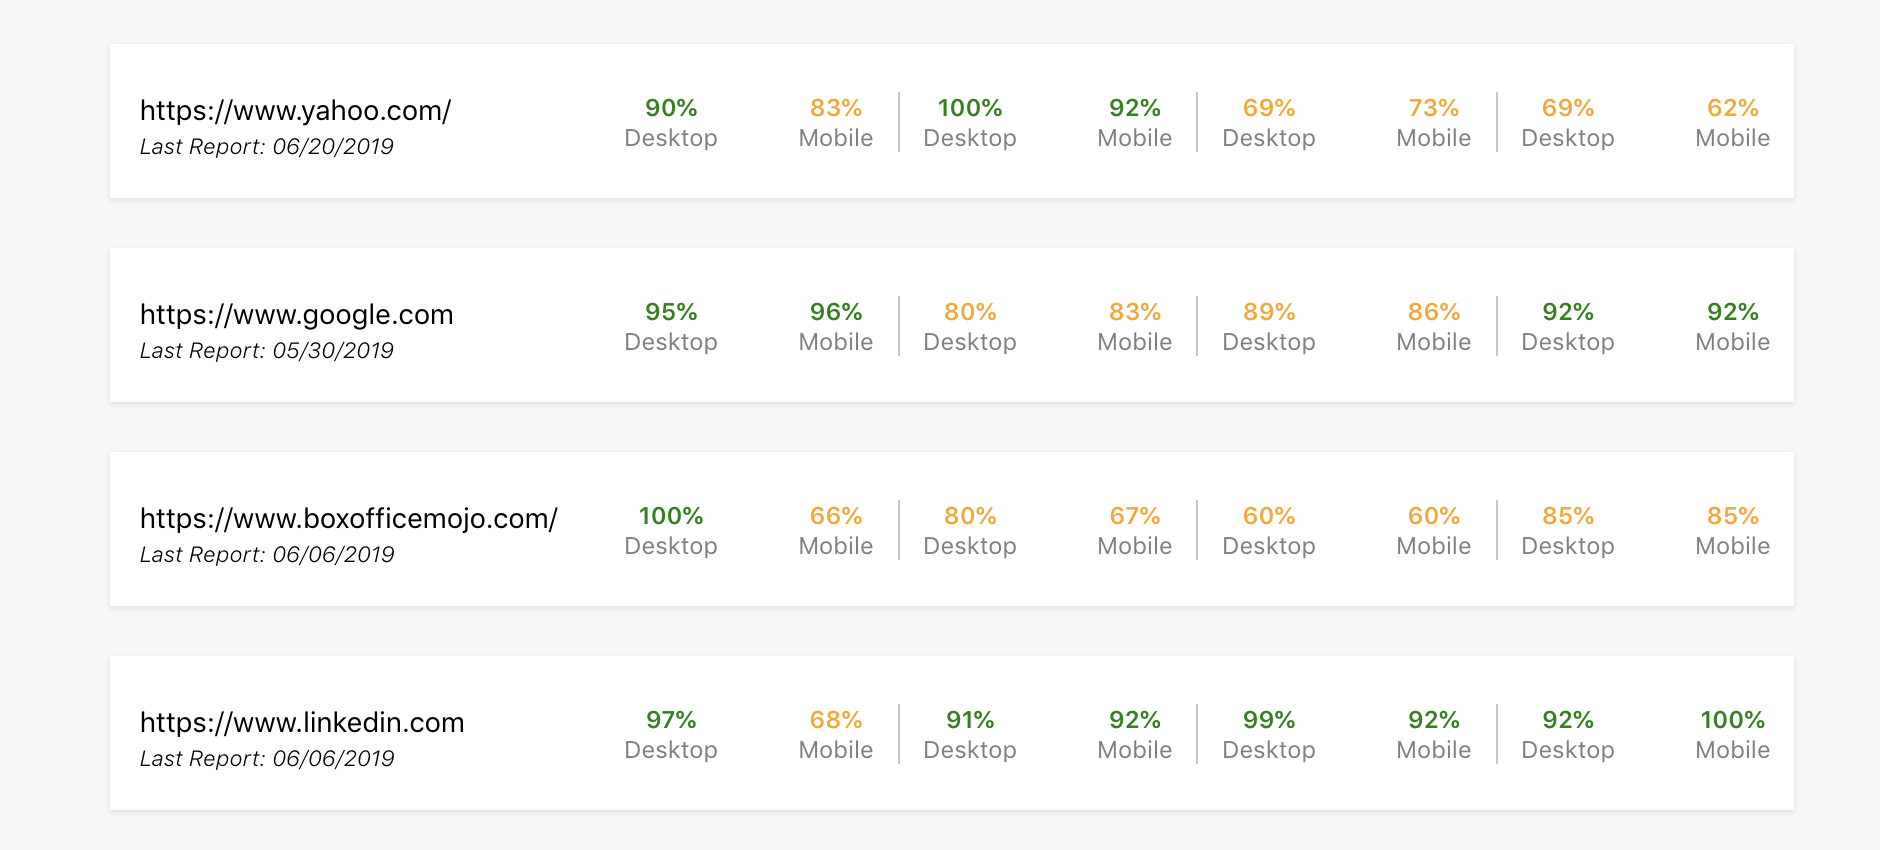 https://www.yahoo.com/
Last Report: 06/20/2019
90% 83% 100% 92% 69% 73% 69% 62%
Desktop Mobile Desktop Mobile Desktop Mobile Desktop Mobile
https://www.google.com
Last Report: 05/30/2019
95% 96% 80% 83% 89% 86% 92% 92%
Desktop Mobile Desktop Mobile Desktop Mobile Desktop Mobile
https://www.boxofficemojo.com/
Last Report: 06/06/2019
100% 66% 80% 67% 60% 60% 85% 85%
Desktop Mobile Desktop Mobile Desktop Mobile Desktop Mobile
https://www.linkedin.com
Last Report: 06/06/2019
97% 68% 91% 92% 99% 92% 92% 100%
Desktop Mobile Desktop Mobile Desktop Mobile Desktop Mobile